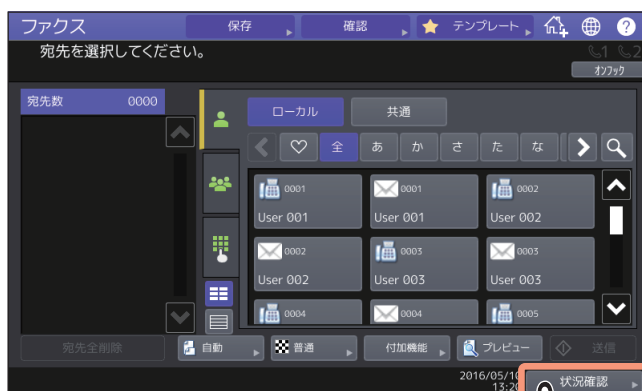 ファクス 保存 確認 テンプレート ?
宛先を選択してください。
1 2
オンフック
宛先数 0000
ローカル 共通
全 あ か さ た な
0001 0001 0002
User 001 User 001 User 002
0002 0003 0003
User 002 User 003 User 003
0004 0004 0005
宛先全削除 自動 普通 付加機能 プレビュー 送信
2016/05/10
13:20
状況確認